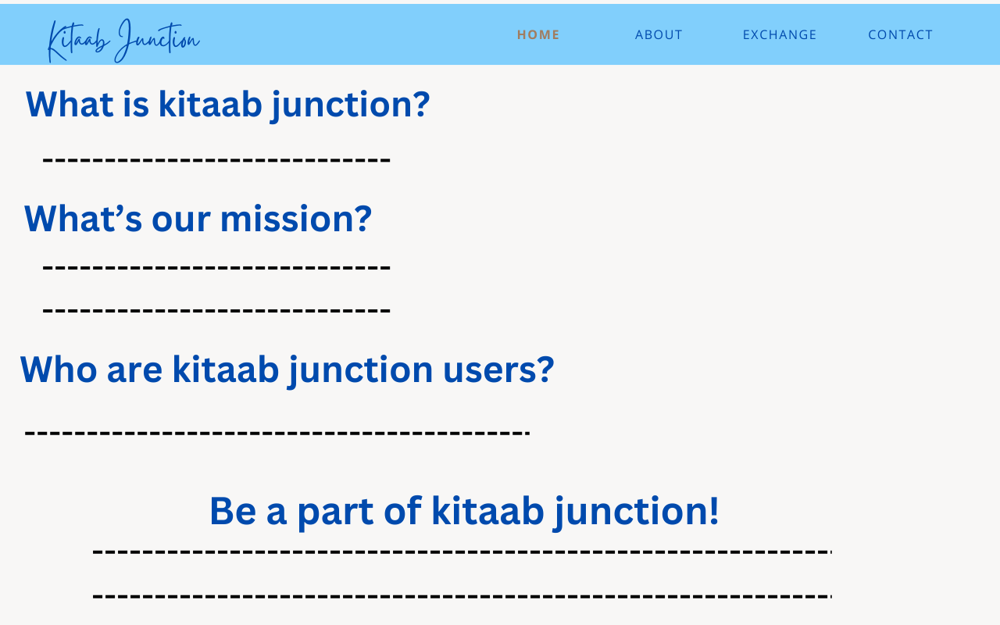 Kitaab Junction
HOME ABOUT EXCHANGE CONTACT
What is kitaab junction?
What’s our mission?
Who are kitaab junction users?
Be a part of kitaab junction!